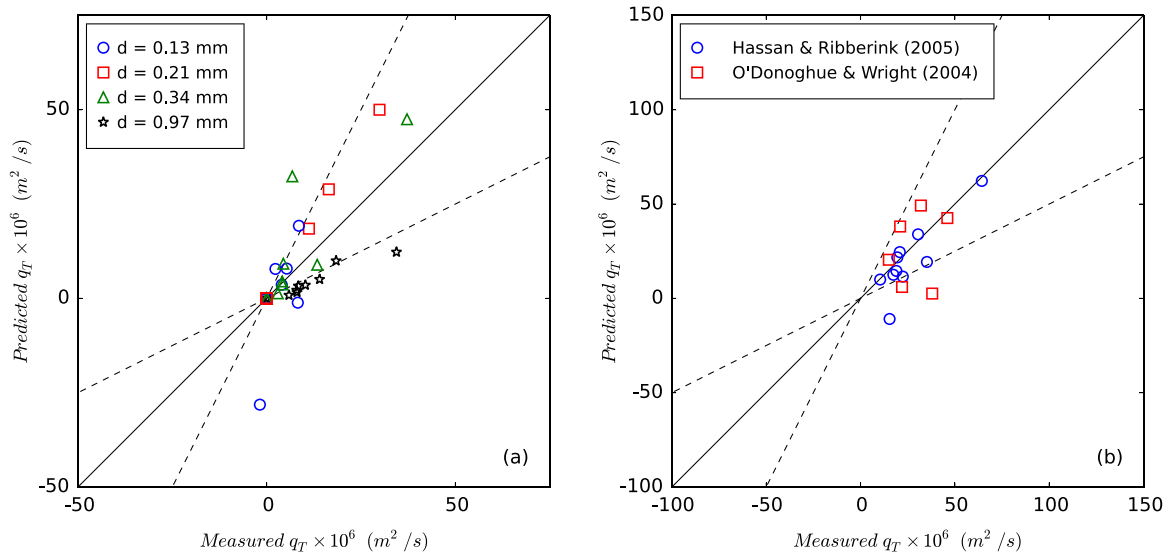 d = 0.13 mm
d = 0.21 mm
d = 0.34 mm
d = 0.97 mm
50
0
-50
-50
0
50
Predicted q_T × 10^6 (m^2 /s)
Measured q_T × 10^6 (m^2 /s)
(a)
Hassan & Ribberink (2005)
O'Donoghue & Wright (2004)
150
100
50
0
-50
-100
-100
-50
0
50
100
150
Predicted q_T × 10^6 (m^2 /s)
Measured q_T × 10^6 (m^2 /s)
(b)